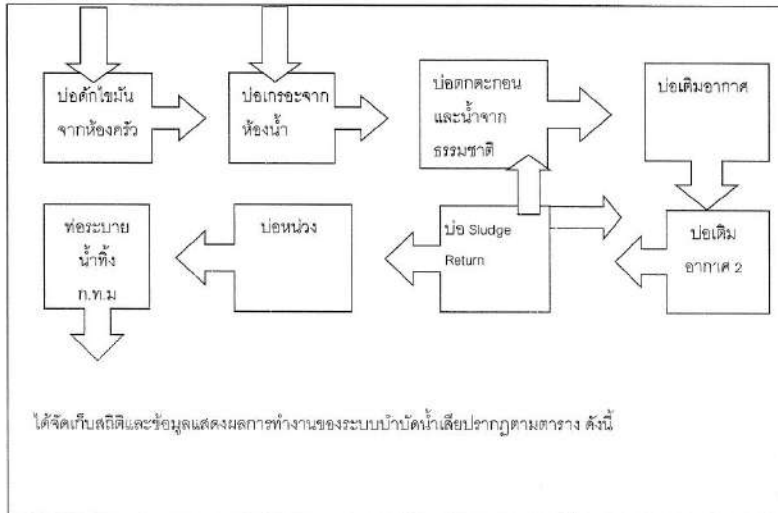 บ่อดักไขมัน
จากห้องครัว
บ่อเกรอะจาก
ห้องน้ำ
บ่อตกตะกอน
และน้ำจาก
ธรรมชาติ
บ่อเติมอากาศ
ท่อระบาย
น้ำทิ้ง
ก.ท.ม
บ่อหน่วง
บ่อ Sludge
Return
บ่อเติม
อากาศ 2
ได้จัดเก็บสถิติและข้อมูลแสดงผลการทำงานของระบบบำบัดน้ำเสียปรากฏตามตาราง ดังนี้